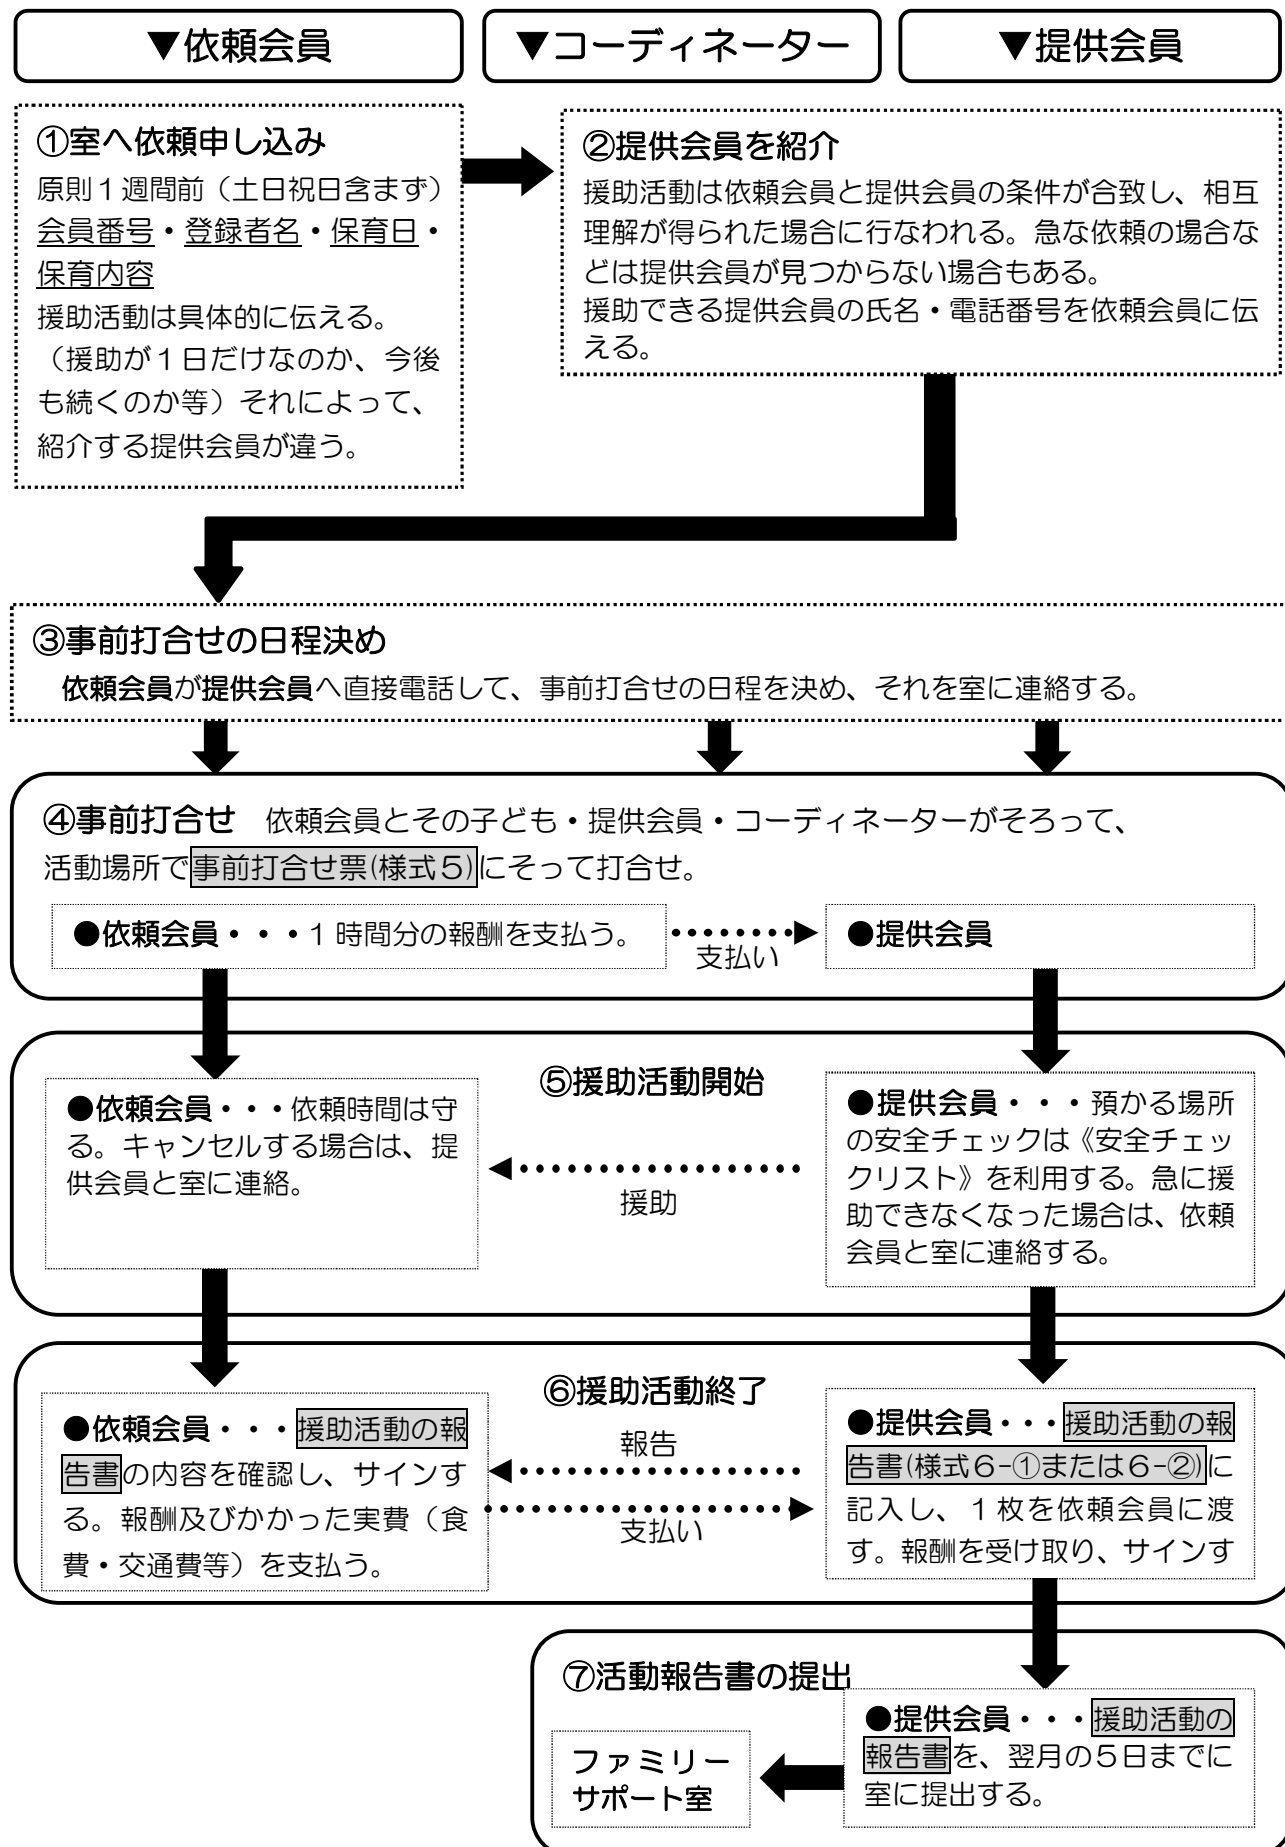 ▼依頼会員
▼コーディネーター
▼提供会員
①室へ依頼申し込み
原則１週間前（土日祝日含まず）
会員番号・登録者名・保育日・
保育内容
援助活動は具体的に伝える。
（援助が１日だけなのか、今後
も続くのか等）それによって、
紹介する提供会員が違う。
②提供会員を紹介
援助活動は依頼会員と提供会員の条件が合致し、相互
理解が得られた場合に行なわれる。急な依頼の場合な
どは提供会員が見つからない場合もある。
援助できる提供会員の氏名・電話番号を依頼会員に伝
える。
③事前打合せの日程決め
依頼会員が提供会員へ直接電話して、事前打合せの日程を決め、それを室に連絡する。
④事前打合せ　依頼会員とその子ども・提供会員・コーディネーターがそろって、
活動場所で事前打合せ票(様式５)にそって打合せ。
●依頼会員・・・１時間分の報酬を支払う。
支払い
●提供会員
⑤援助活動開始
●依頼会員・・・依頼時間は守
る。キャンセルする場合は、提
供会員と室に連絡。
援助
●提供会員・・・預かる場所
の安全チェックは《安全チェッ
クリスト》を利用する。急に援
助できなくなった場合は、依頼
会員と室に連絡する。
⑥援助活動終了
●依頼会員・・・援助活動の報
告書の内容を確認し、サインす
る。報酬及びかかった実費（食
費・交通費等）を支払う。
報告
支払い
●提供会員・・・援助活動の報
告書(様式６-①または６-②)に
記入し、１枚を依頼会員に渡
す。報酬を受け取り、サインす
⑦活動報告書の提出
●提供会員・・・援助活動の
報告書を、翌月の５日までに
室に提出する。
ファミリー
サポート室